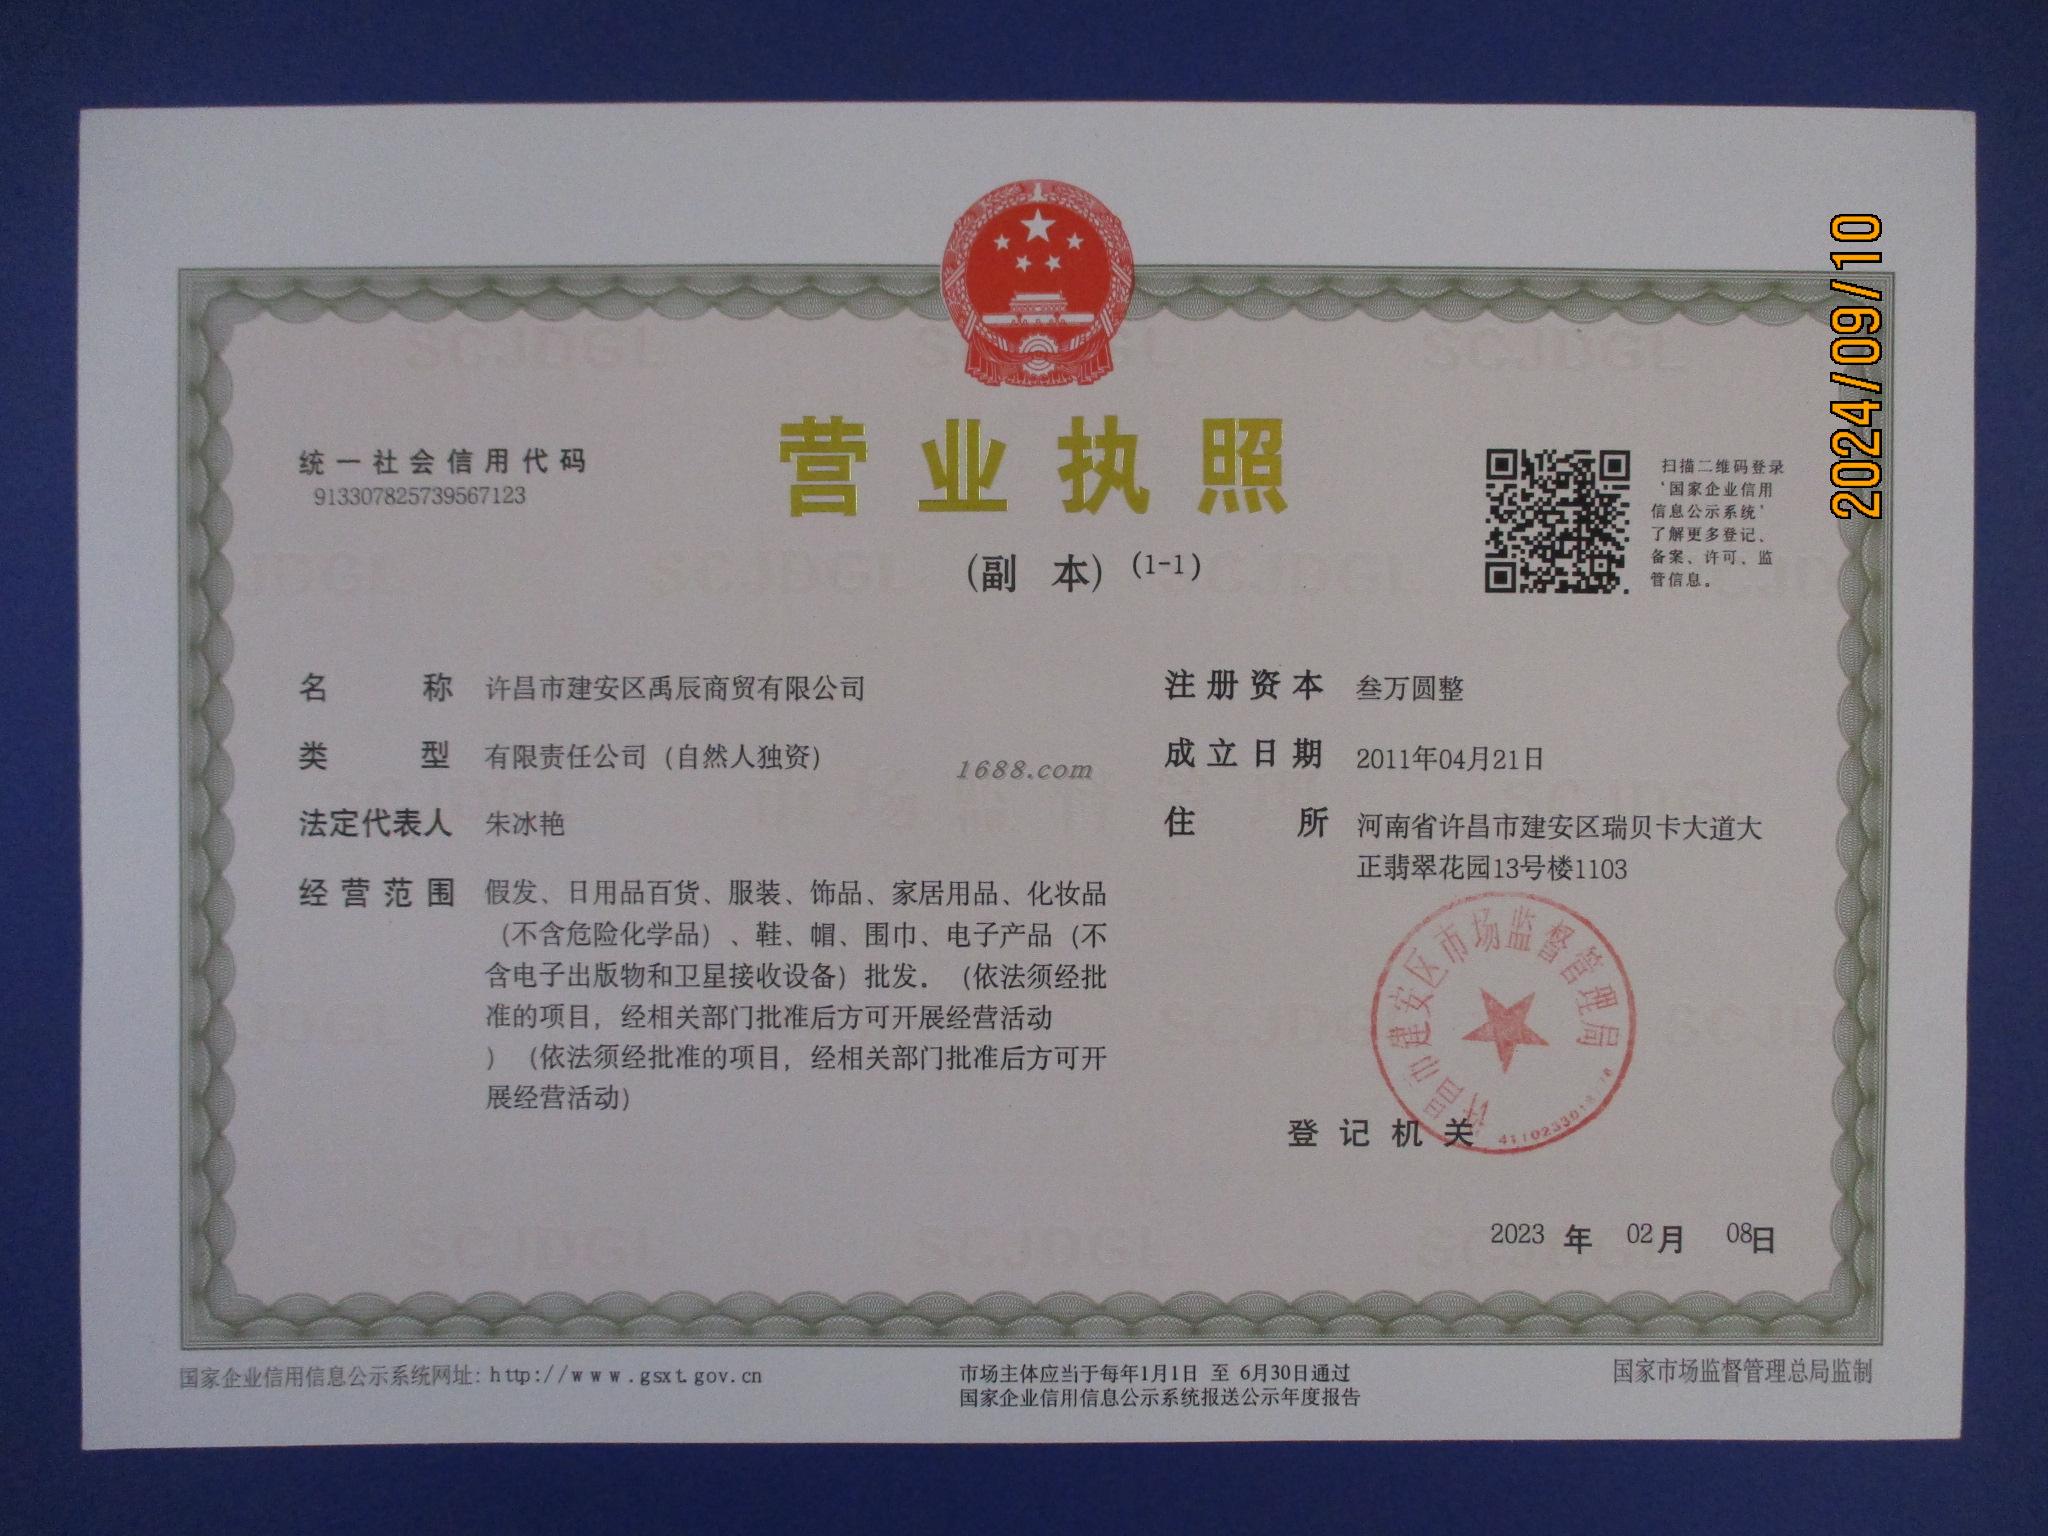 2024/09/10
营业执照
(副 本) (1-1)
统一社会信用代码
913307825739567123
扫描二维码登录
‘国家企业信用
信息公示系统’
了解更多登记、
备案、许可、监
管信息。
名 称 许昌市建安区禹辰商贸有限公司
类 型 有限责任公司（自然人独资）
法定代表人 朱冰艳
经营范围 假发、日用品百货、服装、饰品、家居用品、化妆品
（不含危险化学品）、鞋、帽、围巾、电子产品（不
含电子出版物和卫星接收设备）批发。（依法须经批
准的项目，经相关部门批准后方可开展经营活动
）（依法须经批准的项目，经相关部门批准后方可开
展经营活动）
注册资本 叁万圆整
成立日期 2011年04月21日
住 所 河南省许昌市建安区瑞贝卡大道大
正翡翠花园13号楼1103
1688.com
许昌市建安区市场监督管理局
登记机关
2023 年 02月 08日
国家企业信用信息公示系统网址: http://www.gsxt.gov.cn
市场主体应当于每年1月1日 至 6月30日通过
国家企业信用信息公示系统报送公示年度报告
国家市场监督管理总局监制
SCJDGL